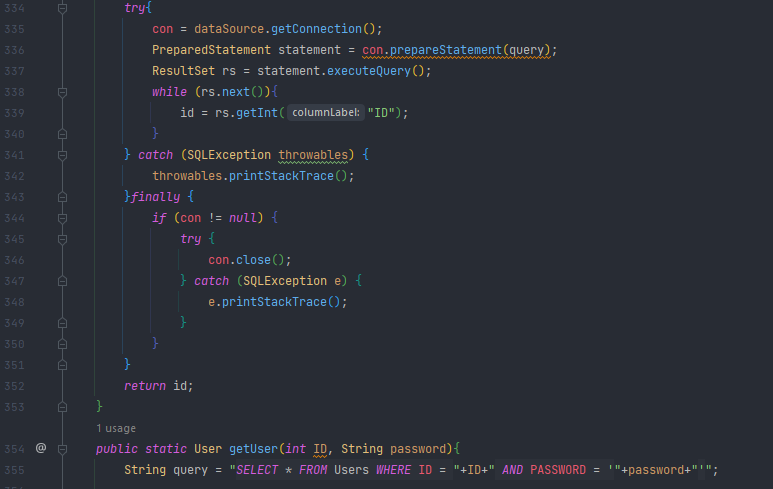 334 try{
335 con = dataSource.getConnection();
336 PreparedStatement statement = con.prepareStatement(query);
337 ResultSet rs = statement.executeQuery();
338 while (rs.next()){
339 id = rs.getInt( columnLabel: "ID");
340 }
341 } catch (SQLException throwables) {
342 throwables.printStackTrace();
343 }finally {
344 if (con != null) {
345 try {
346 con.close();
347 } catch (SQLException e) {
348 e.printStackTrace();
349 }
350 }
351 }
352 return id;
353 }
1 usage
354 @ public static User getUser(int ID, String password){
355 String query = "SELECT * FROM Users WHERE ID = "+ID+" AND PASSWORD = '"+password+"'";